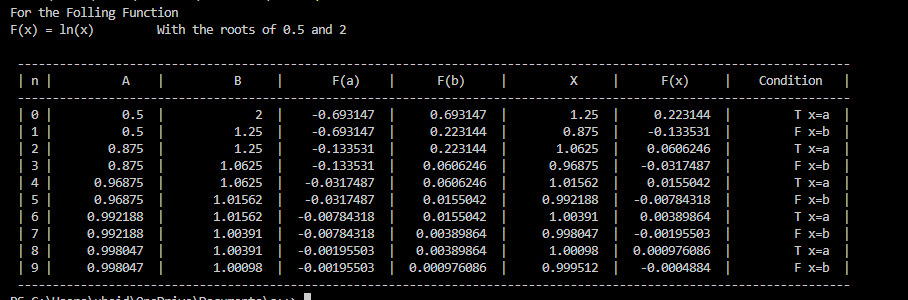 For the Folling Function
F(x) = ln(x) With the roots of 0.5 and 2
| n | A | B | F(a) | F(b) | X | F(x) | Condition |
| 0 | 0.5 | 2 | -0.693147 | 0.693147 | 1.25 | 0.223144 | T x=a |
| 1 | 0.5 | 1.25 | -0.693147 | 0.223144 | 0.875 | -0.133531 | F x=b |
| 2 | 0.875 | 1.25 | -0.133531 | 0.223144 | 1.0625 | 0.0606246 | T x=a |
| 3 | 0.875 | 1.0625 | -0.133531 | 0.0606246 | 0.96875 | -0.0317487 | F x=b |
| 4 | 0.96875 | 1.0625 | -0.0317487 | 0.0606246 | 1.01562 | 0.0155042 | T x=a |
| 5 | 0.96875 | 1.01562 | -0.0317487 | 0.0155042 | 0.992188 | -0.00784318 | F x=b |
| 6 | 0.992188 | 1.01562 | -0.00784318 | 0.0155042 | 1.00391 | 0.00389864 | T x=a |
| 7 | 0.992188 | 1.00391 | -0.00784318 | 0.00389864 | 0.998047 | -0.00195503 | F x=b |
| 8 | 0.998047 | 1.00391 | -0.00195503 | 0.00389864 | 1.00098 | 0.000976086 | T x=a |
| 9 | 0.998047 | 1.00098 | -0.00195503 | 0.000976086 | 0.999512 | -0.0004884 | F x=b |